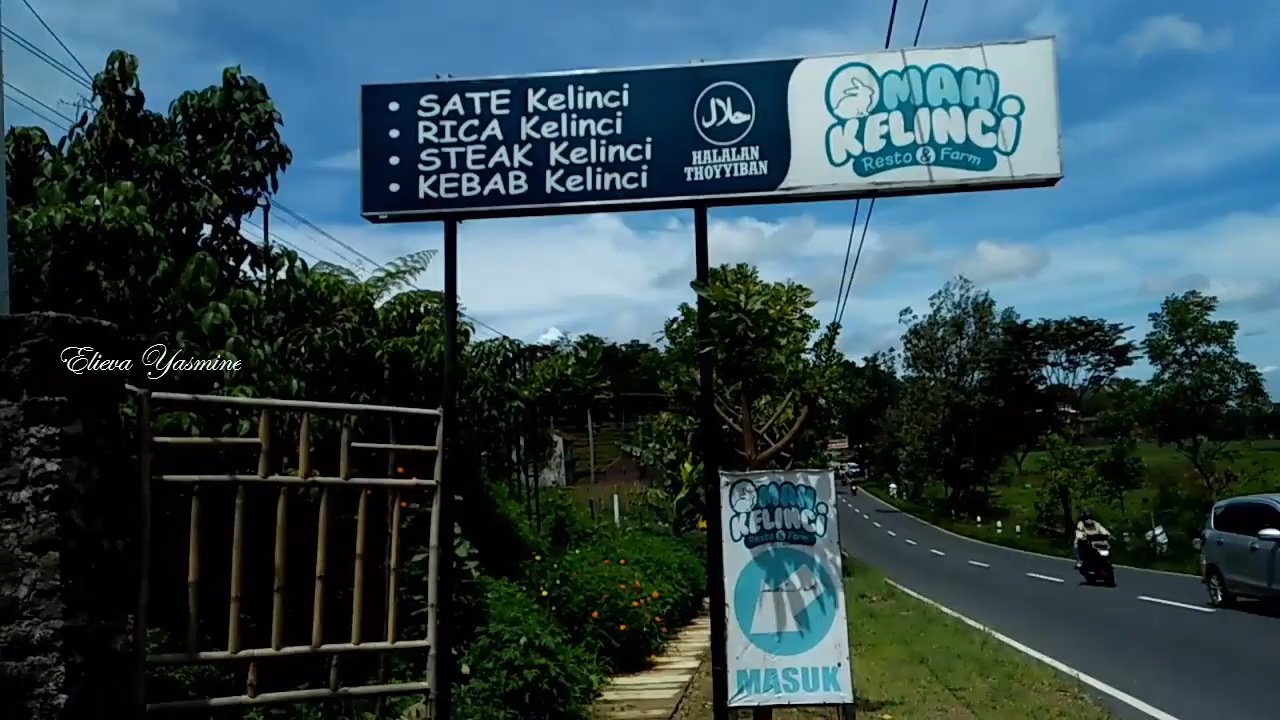 • SATE Kelinci
• RICA Kelinci
• STEAK Kelinci
• KEBAB Kelinci
حلال
HALALAN
THOYYIBAN
OMAH
KELINCi
Resto & Farm
Elieva Yasmine
OMAH
KELINCi
Resto & Farm
MASUK